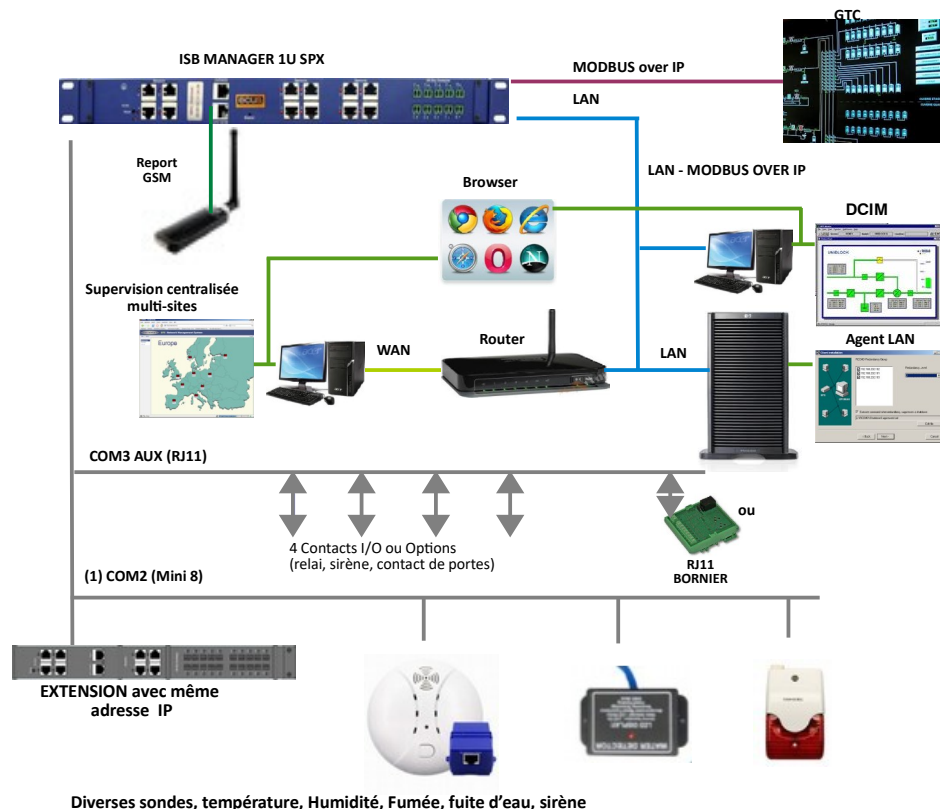 GTC
ISB MANAGER 1U SPX
MODBUS over IP
LAN
Report
GSM
Browser
LAN - MODBUS OVER IP
DCIM
Supervision centralisée
multi-sites
Europa
WAN
Router
LAN
Agent LAN
COM3 AUX (RJ11)
4 Contacts I/O ou Options
(relai, sirène, contact de portes)
ou
RJ11
BORNIER
(1) COM2 (Mini 8)
EXTENSION avec même
adresse IP
WATER DETECTOR
Diverses sondes, température, Humidité, Fumée, fuite d'eau, sirène